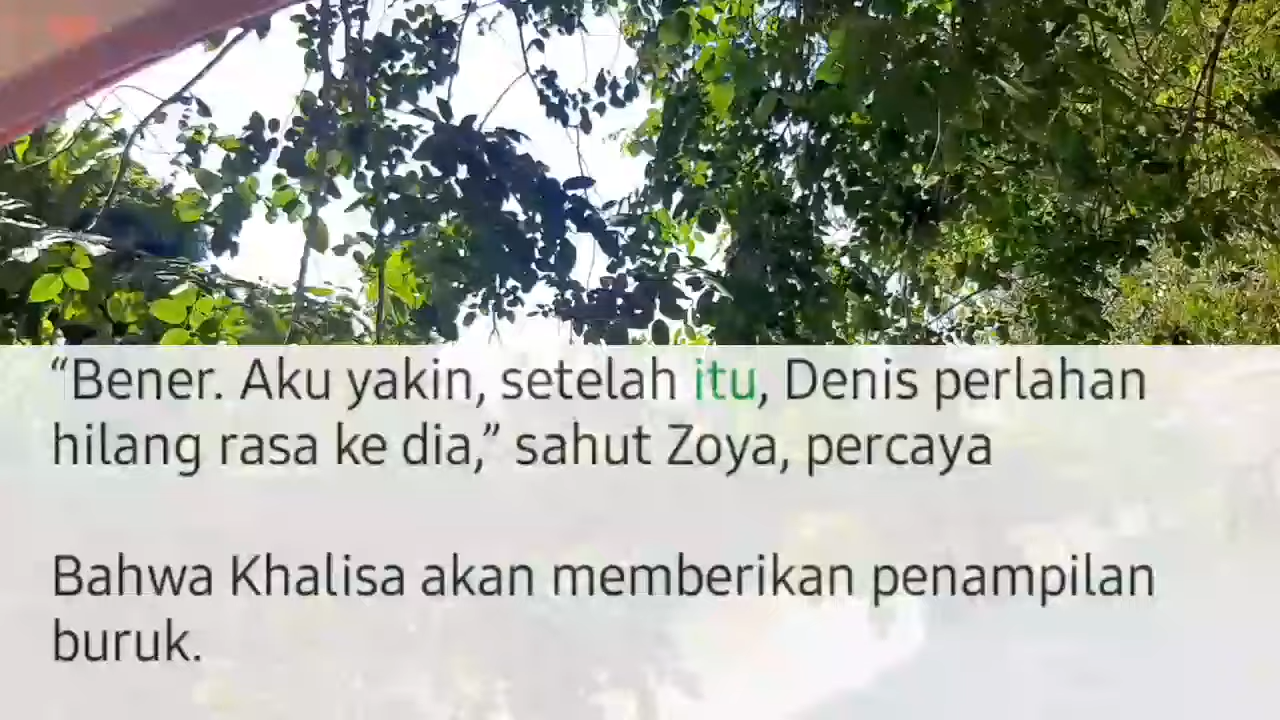 “Bener. Aku yakin, setelah itu, Denis perlahan
hilang rasa ke dia,” sahut Zoya, percaya
Bahwa Khalisa akan memberikan penampilan
buruk.